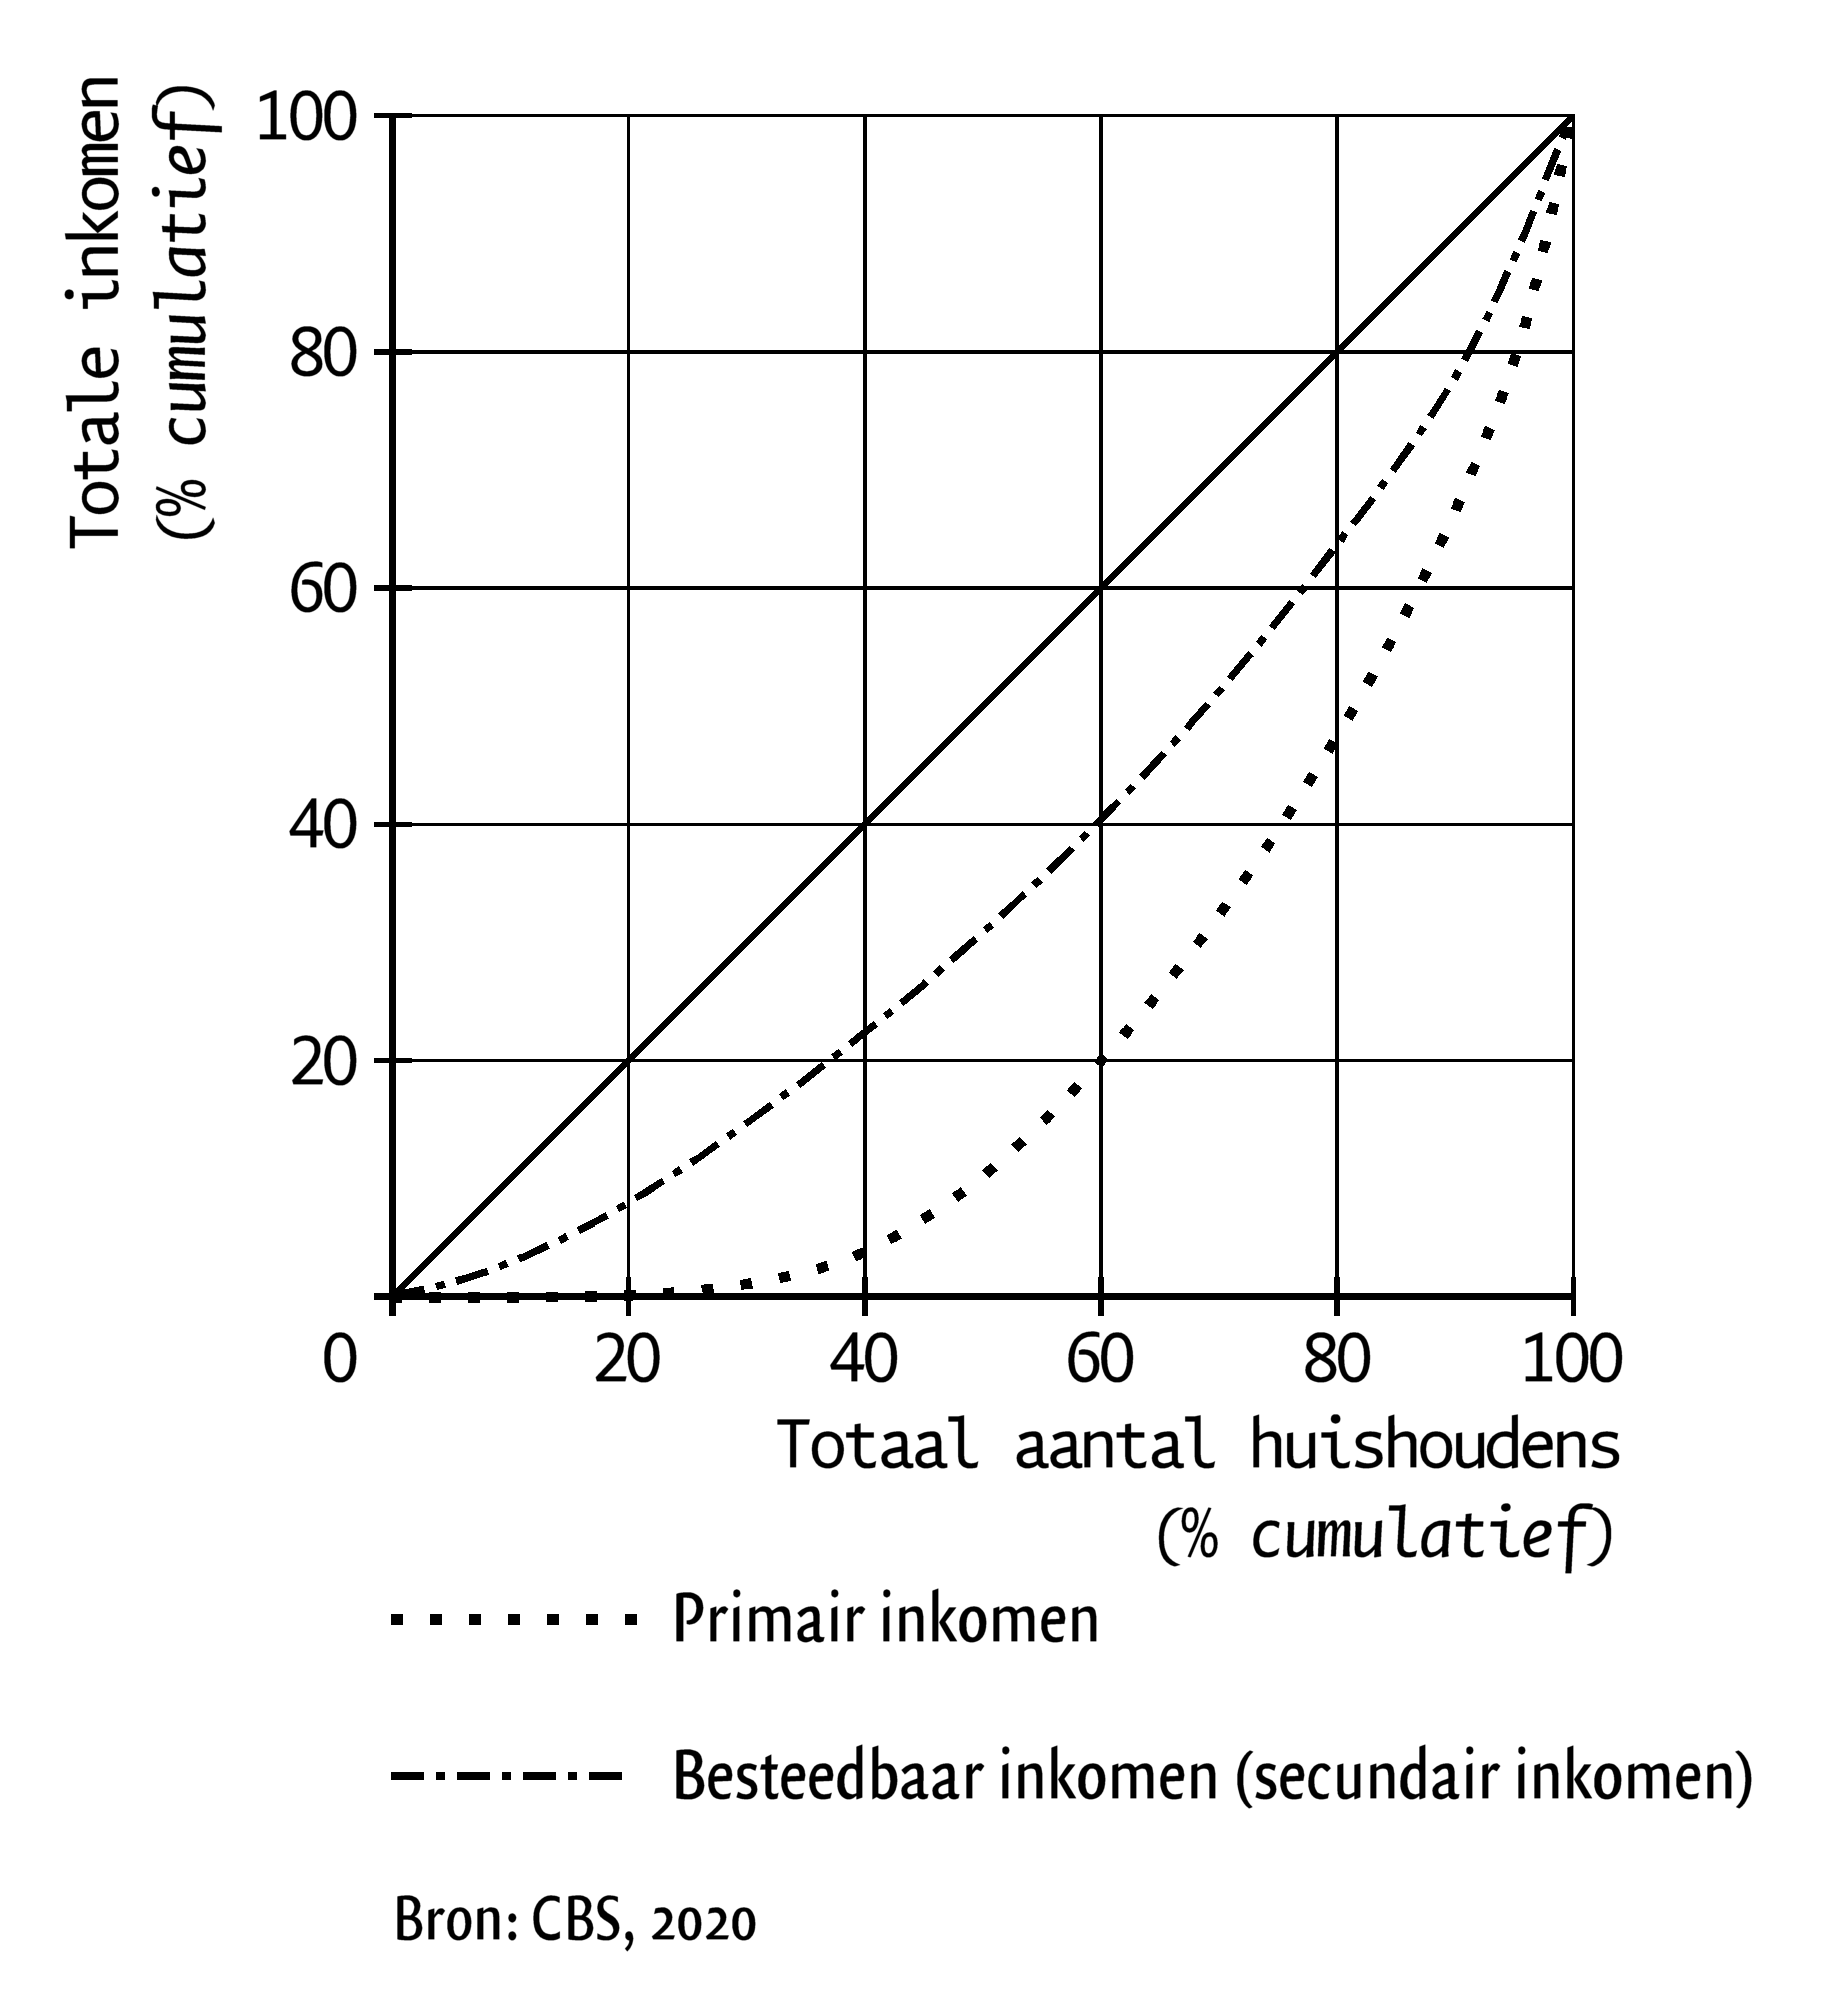 Totale inkomen
(% cumulatief)
100
80
60
40
20
0
20
40
60
80
100
Totaal aantal huishoudens
(% cumulatief)
Primair inkomen
Besteedbaar inkomen (secundair inkomen)
Bron: CBS, 2020